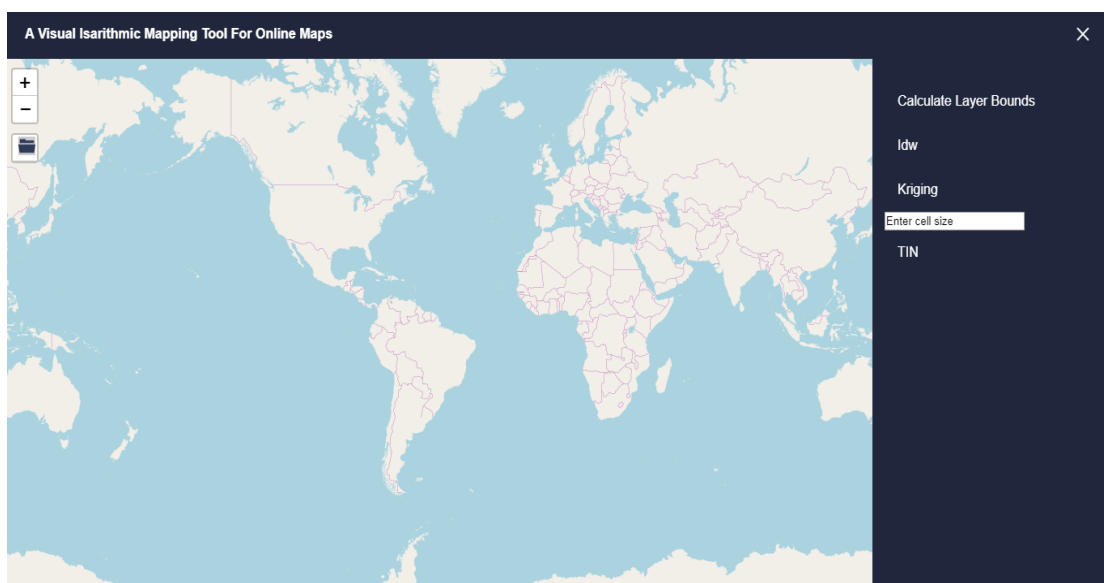 A Visual Isarithmic Mapping Tool For Online Maps
+
−
Calculate Layer Bounds
Idw
Kriging
Enter cell size
TIN